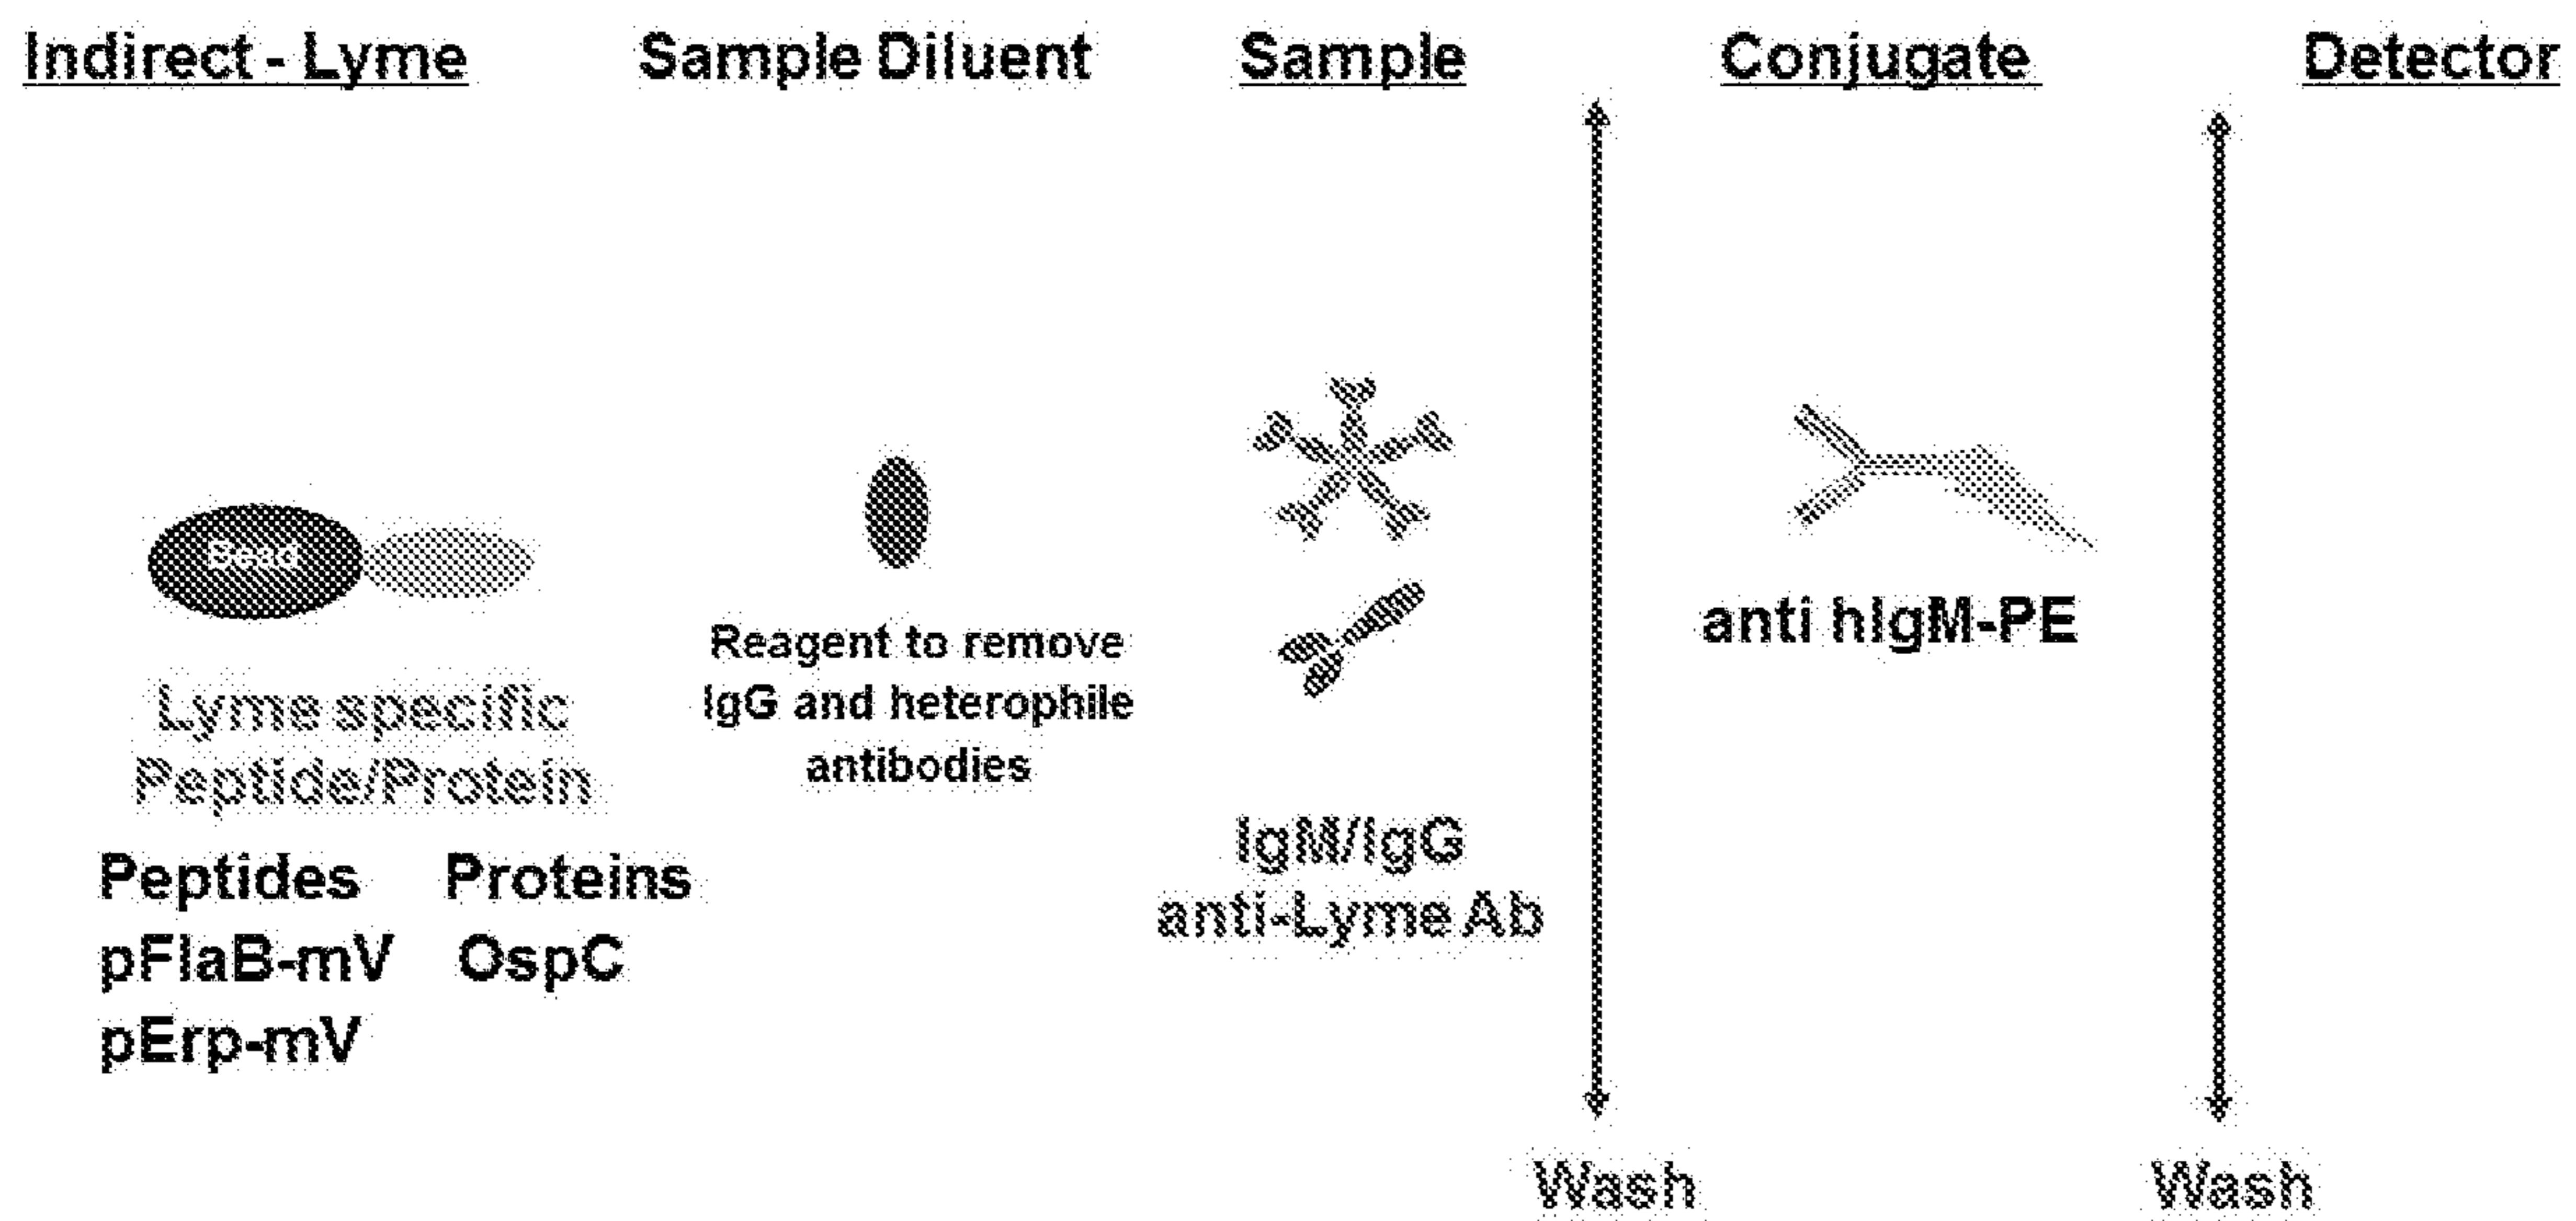 Indirect - Lyme
Sample Diluent
Sample
Conjugate
Detector
Bead
Lyme specific
Peptide/Protein
Peptides Proteins
pFlaB-mV OspC
pErp-mV
Reagent to remove
IgG and heterophile
antibodies
IgM/IgG
anti-Lyme Ab
Wash
anti hIgM-PE
Wash